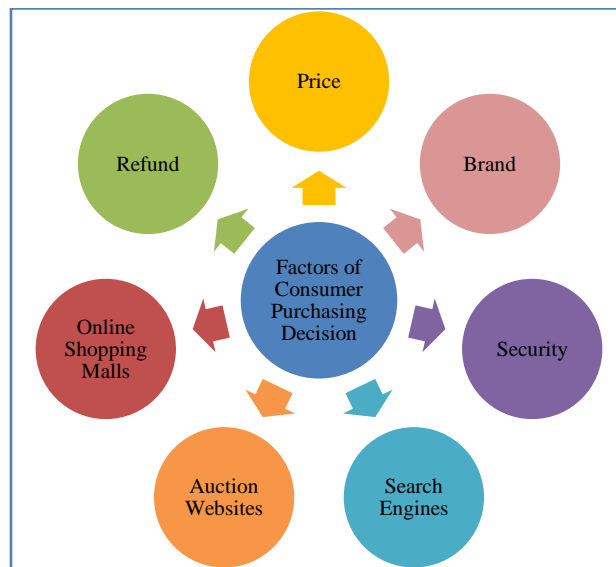 Price
Refund
Brand
Factors of
Consumer
Purchasing
Decision
Online
Shopping
Malls
Security
Auction
Websites
Search
Engines